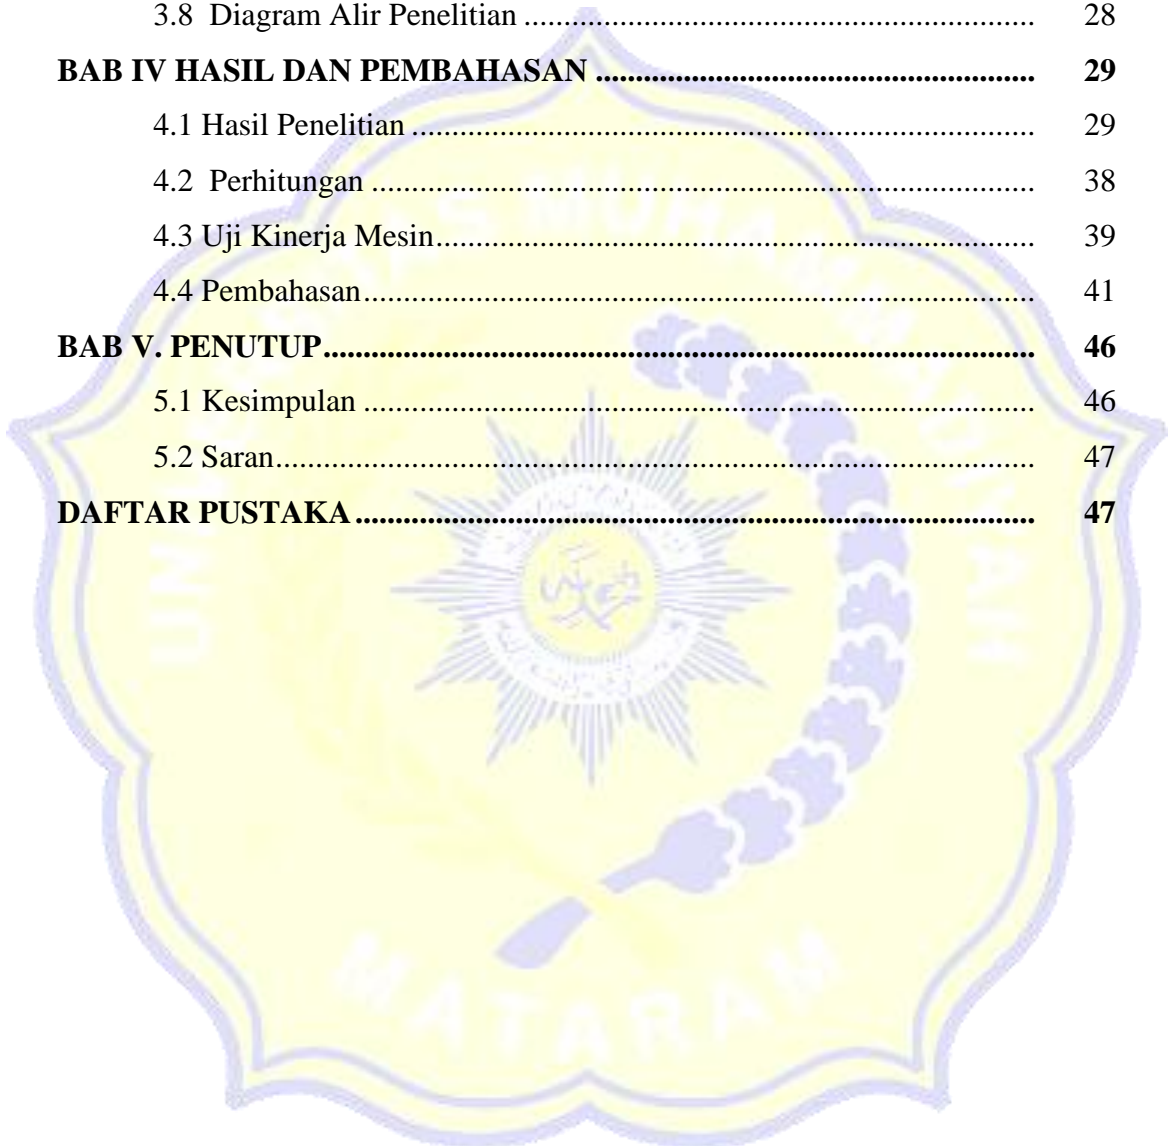 3.8  Diagram Alir Penelitian ................................................................ 28
BAB IV HASIL DAN PEMBAHASAN ....................................................... 29
4.1 Hasil Penelitian .............................................................................. 29
4.2  Perhitungan ................................................................................... 38
4.3 Uji Kinerja Mesin........................................................................... 39
4.4 Pembahasan.................................................................................... 41
BAB V. PENUTUP......................................................................................... 46
5.1 Kesimpulan .................................................................................... 46
5.2 Saran............................................................................................... 47
DAFTAR PUSTAKA ..................................................................................... 47
MUHAMMADIYAH
MATARAM